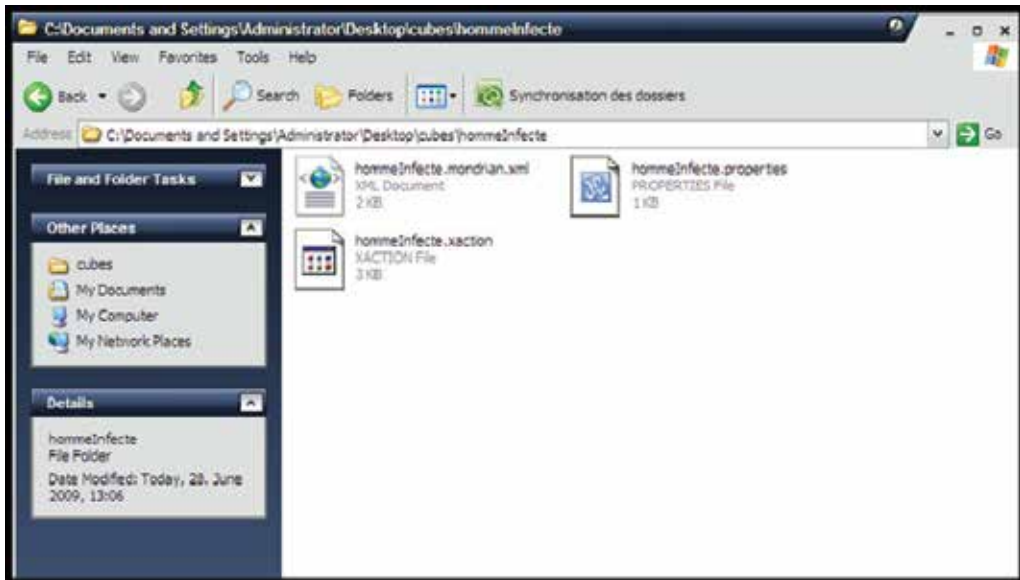 C:\Documents and Settings\Administrator\Desktop\cubes\hommeInfecte
File Edit View Favorites Tools Help
Back Search Folders Synchronisation des dossiers
Address C:\Documents and Settings\Administrator\Desktop\cubes\hommeInfecte Go
File and Folder Tasks
Other Places
cubes
My Documents
My Computer
My Network Places
Details
hommeInfecte
File Folder
Date Modified: Today, 28. June
2009, 13:06
hommeInfecte.mondrian.xml
XML Document
2 KB
hommeInfecte.properties
PROPERTIES File
1 KB
hommeInfecte.xaction
XACTION File
3 KB